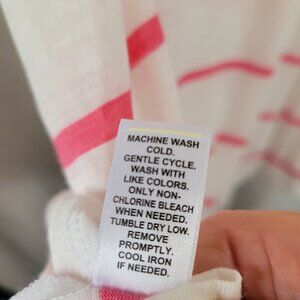 MACHINE WASH
COLD.
GENTLE CYCLE.
WASH WITH
LIKE COLORS.
ONLY NON-
CHLORINE BLEACH
WHEN NEEDED.
TUMBLE DRY LOW.
REMOVE
PROMPTLY.
COOL IRON
IF NEEDED.